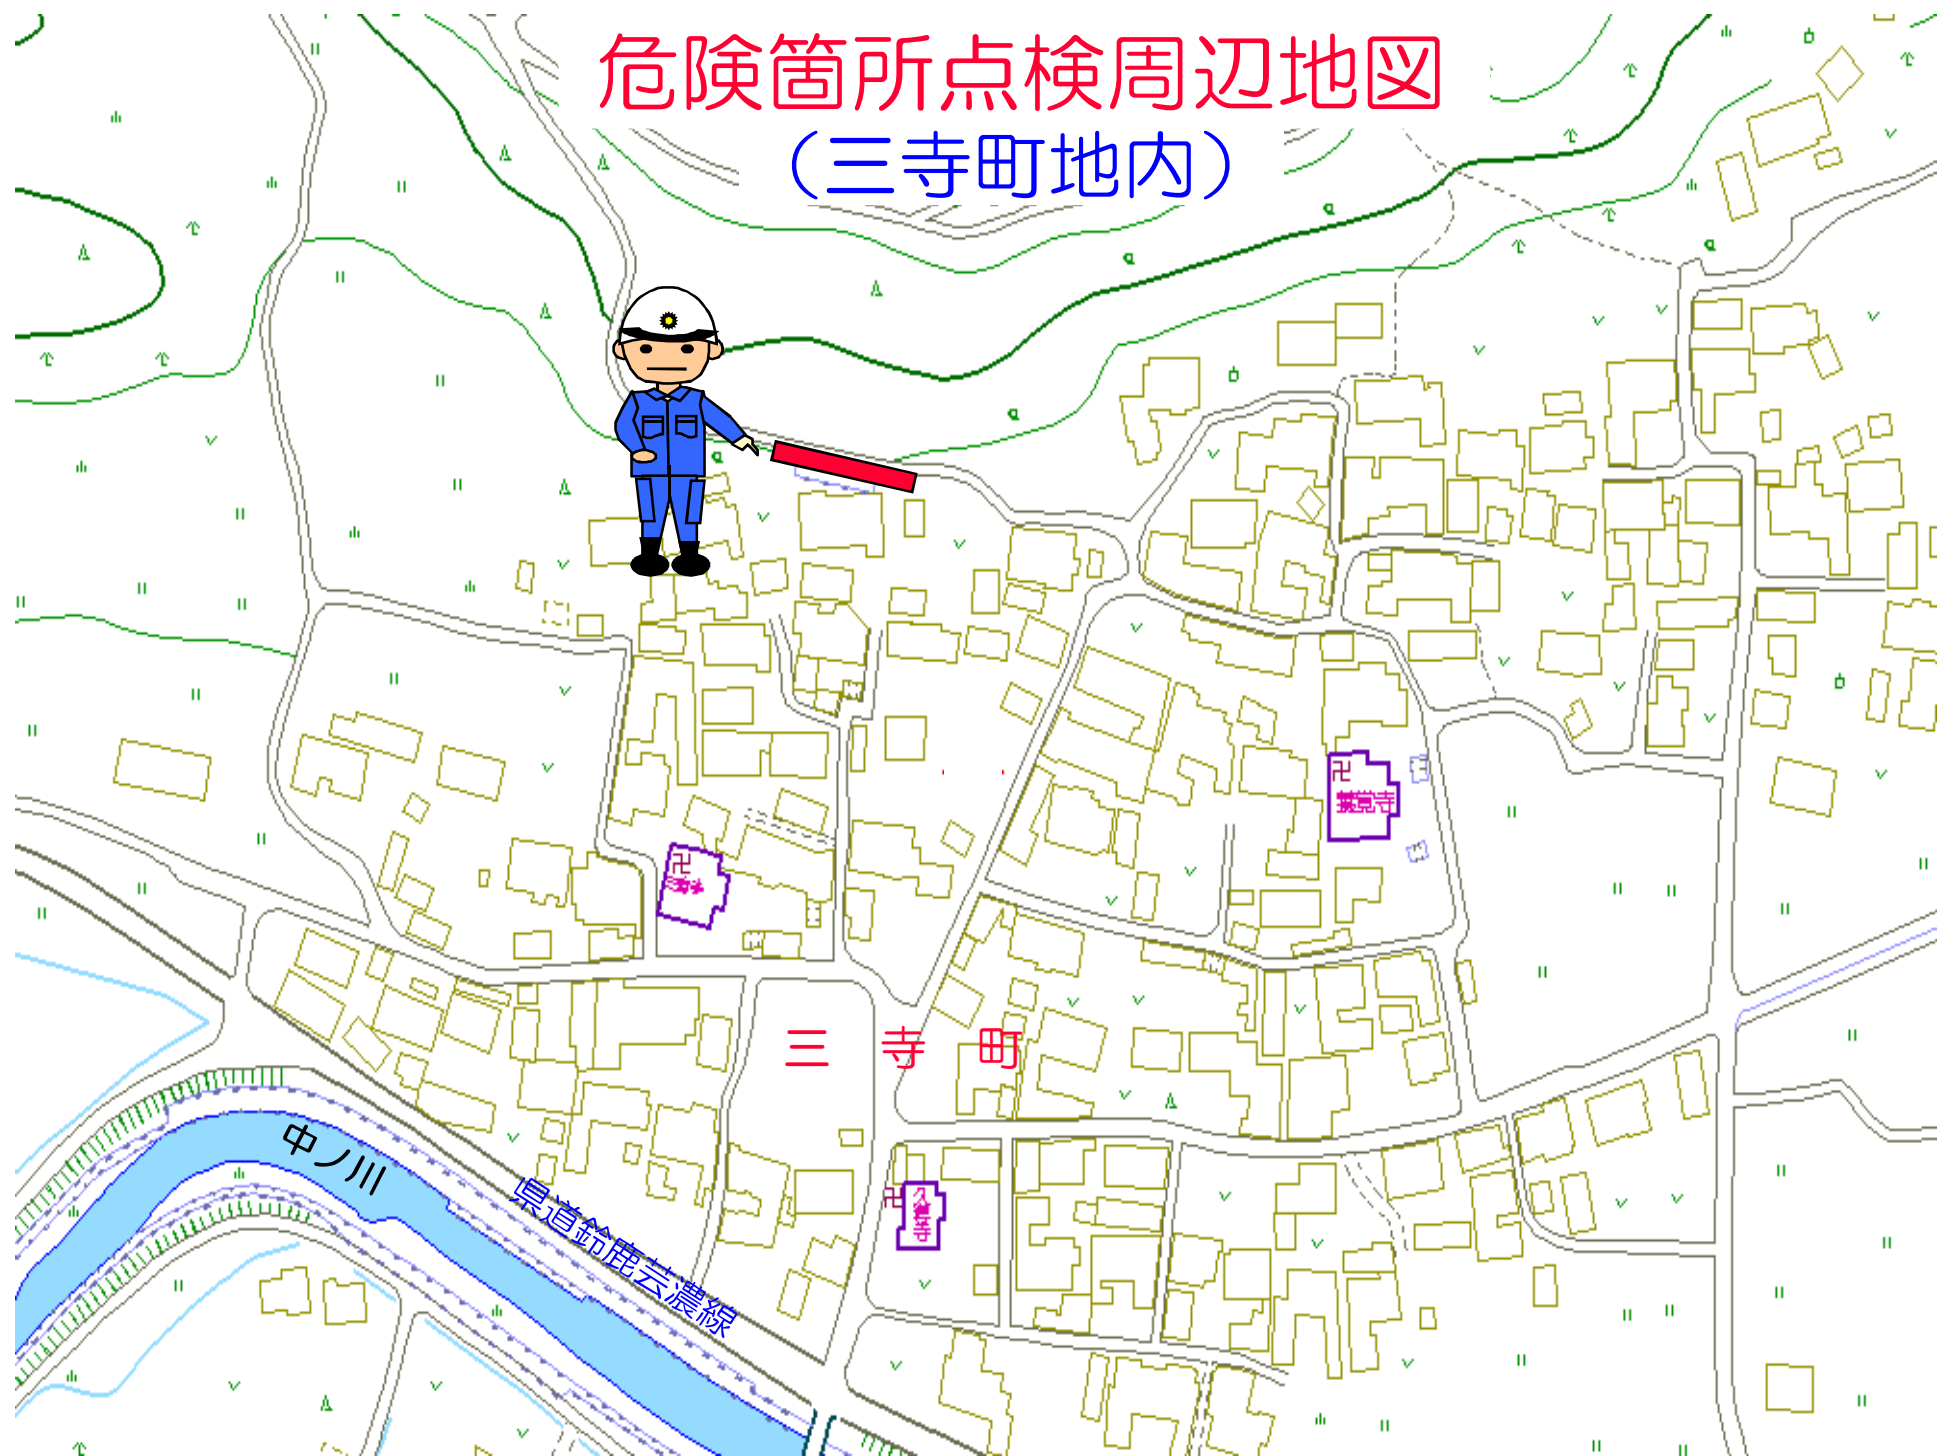 危険箇所点検周辺地図
（三寺町地内）
三寺町
中ノ川
県道鈴鹿芸濃線